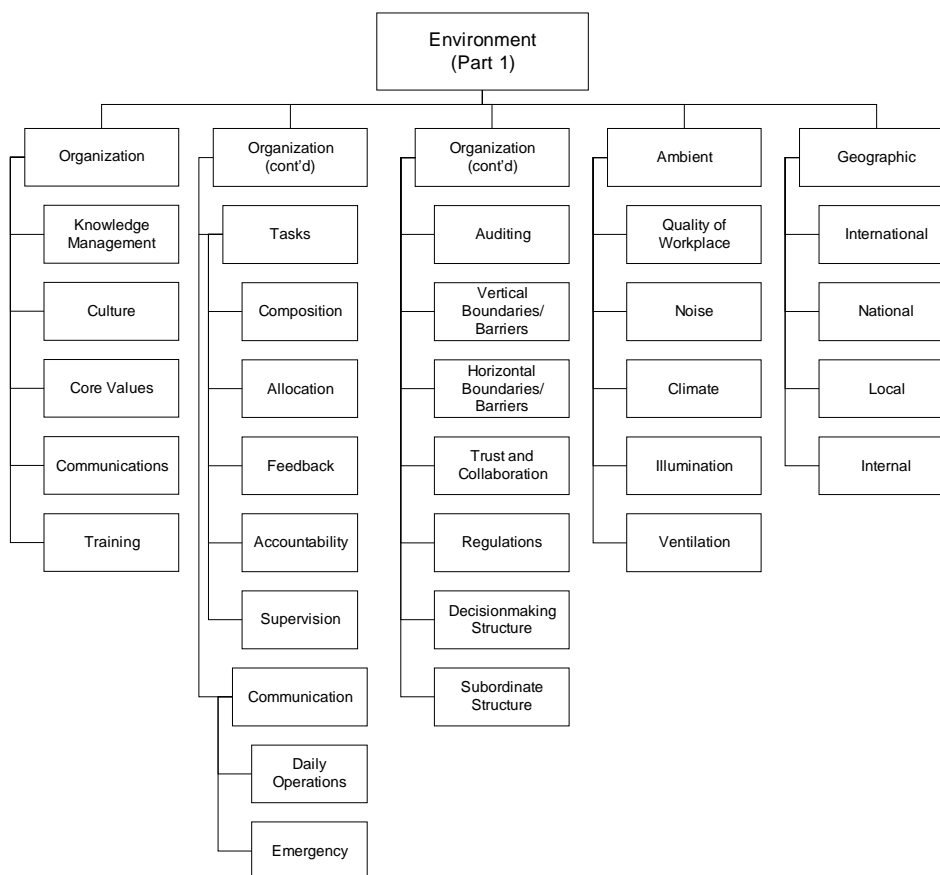 Environment
(Part 1)
Organization
Knowledge
Management
Culture
Core Values
Communications
Training
Organization
(cont'd)
Tasks
Composition
Allocation
Feedback
Accountability
Supervision
Communication
Daily
Operations
Emergency
Organization
(cont'd)
Auditing
Vertical
Boundaries/
Barriers
Horizontal
Boundaries/
Barriers
Trust and
Collaboration
Regulations
Decisionmaking
Structure
Subordinate
Structure
Ambient
Quality of
Workplace
Noise
Climate
Illumination
Ventilation
Geographic
International
National
Local
Internal